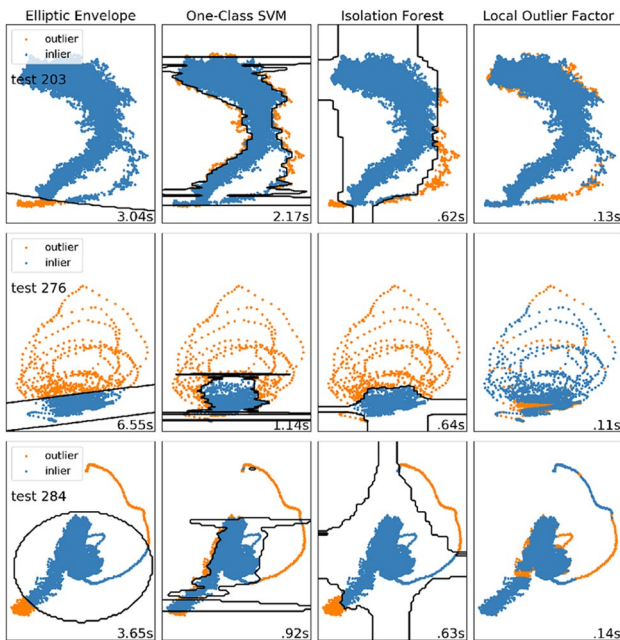 Elliptic Envelope
One-Class SVM
Isolation Forest
Local Outlier Factor
outlier
inlier
test 203
3.04s
2.17s
.62s
.13s
outlier
inlier
test 276
6.55s
1.14s
.64s
.11s
outlier
inlier
test 284
3.65s
.92s
.63s
.14s